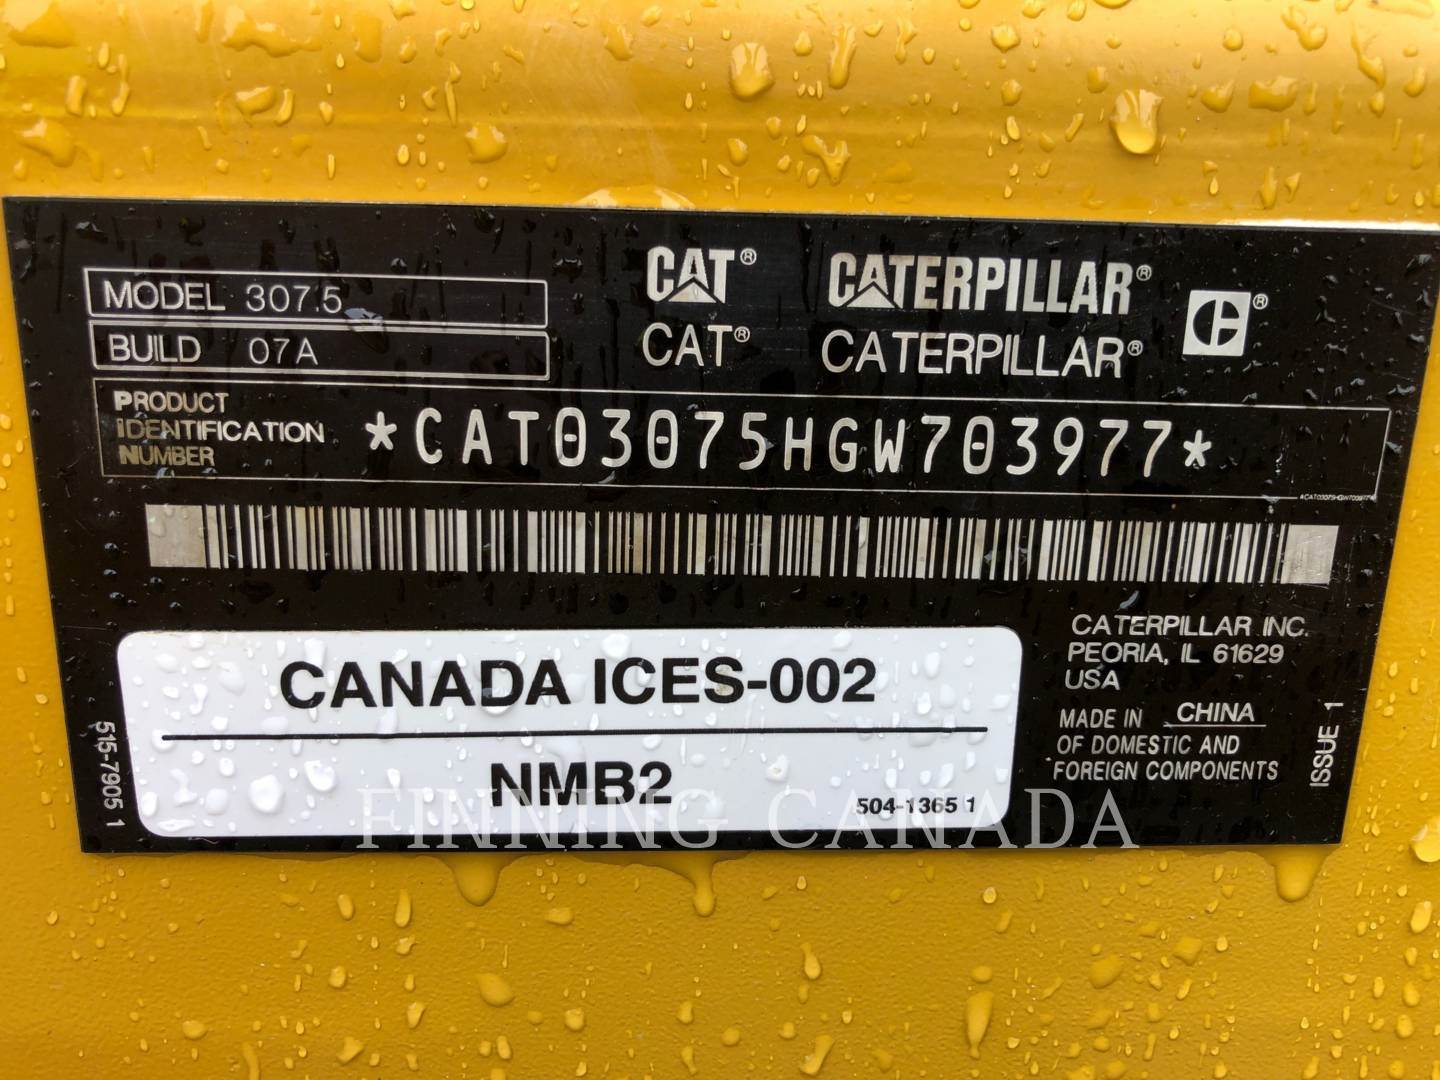 MODEL 307.5
BUILD 07A
CAT® CATERPILLAR® C®
CAT® CATERPILLAR®
PRODUCT IDENTIFICATION NUMBER
*CAT03075HGW703977*
*CAT03075HGW703977*
CANADA ICES-002
NMB2
504-1365 1
515-7905 1
CATERPILLAR INC.
PEORIA, IL 61629
USA
MADE IN CHINA
OF DOMESTIC AND
FOREIGN COMPONENTS
ISSUE 1
FINNING CANADA